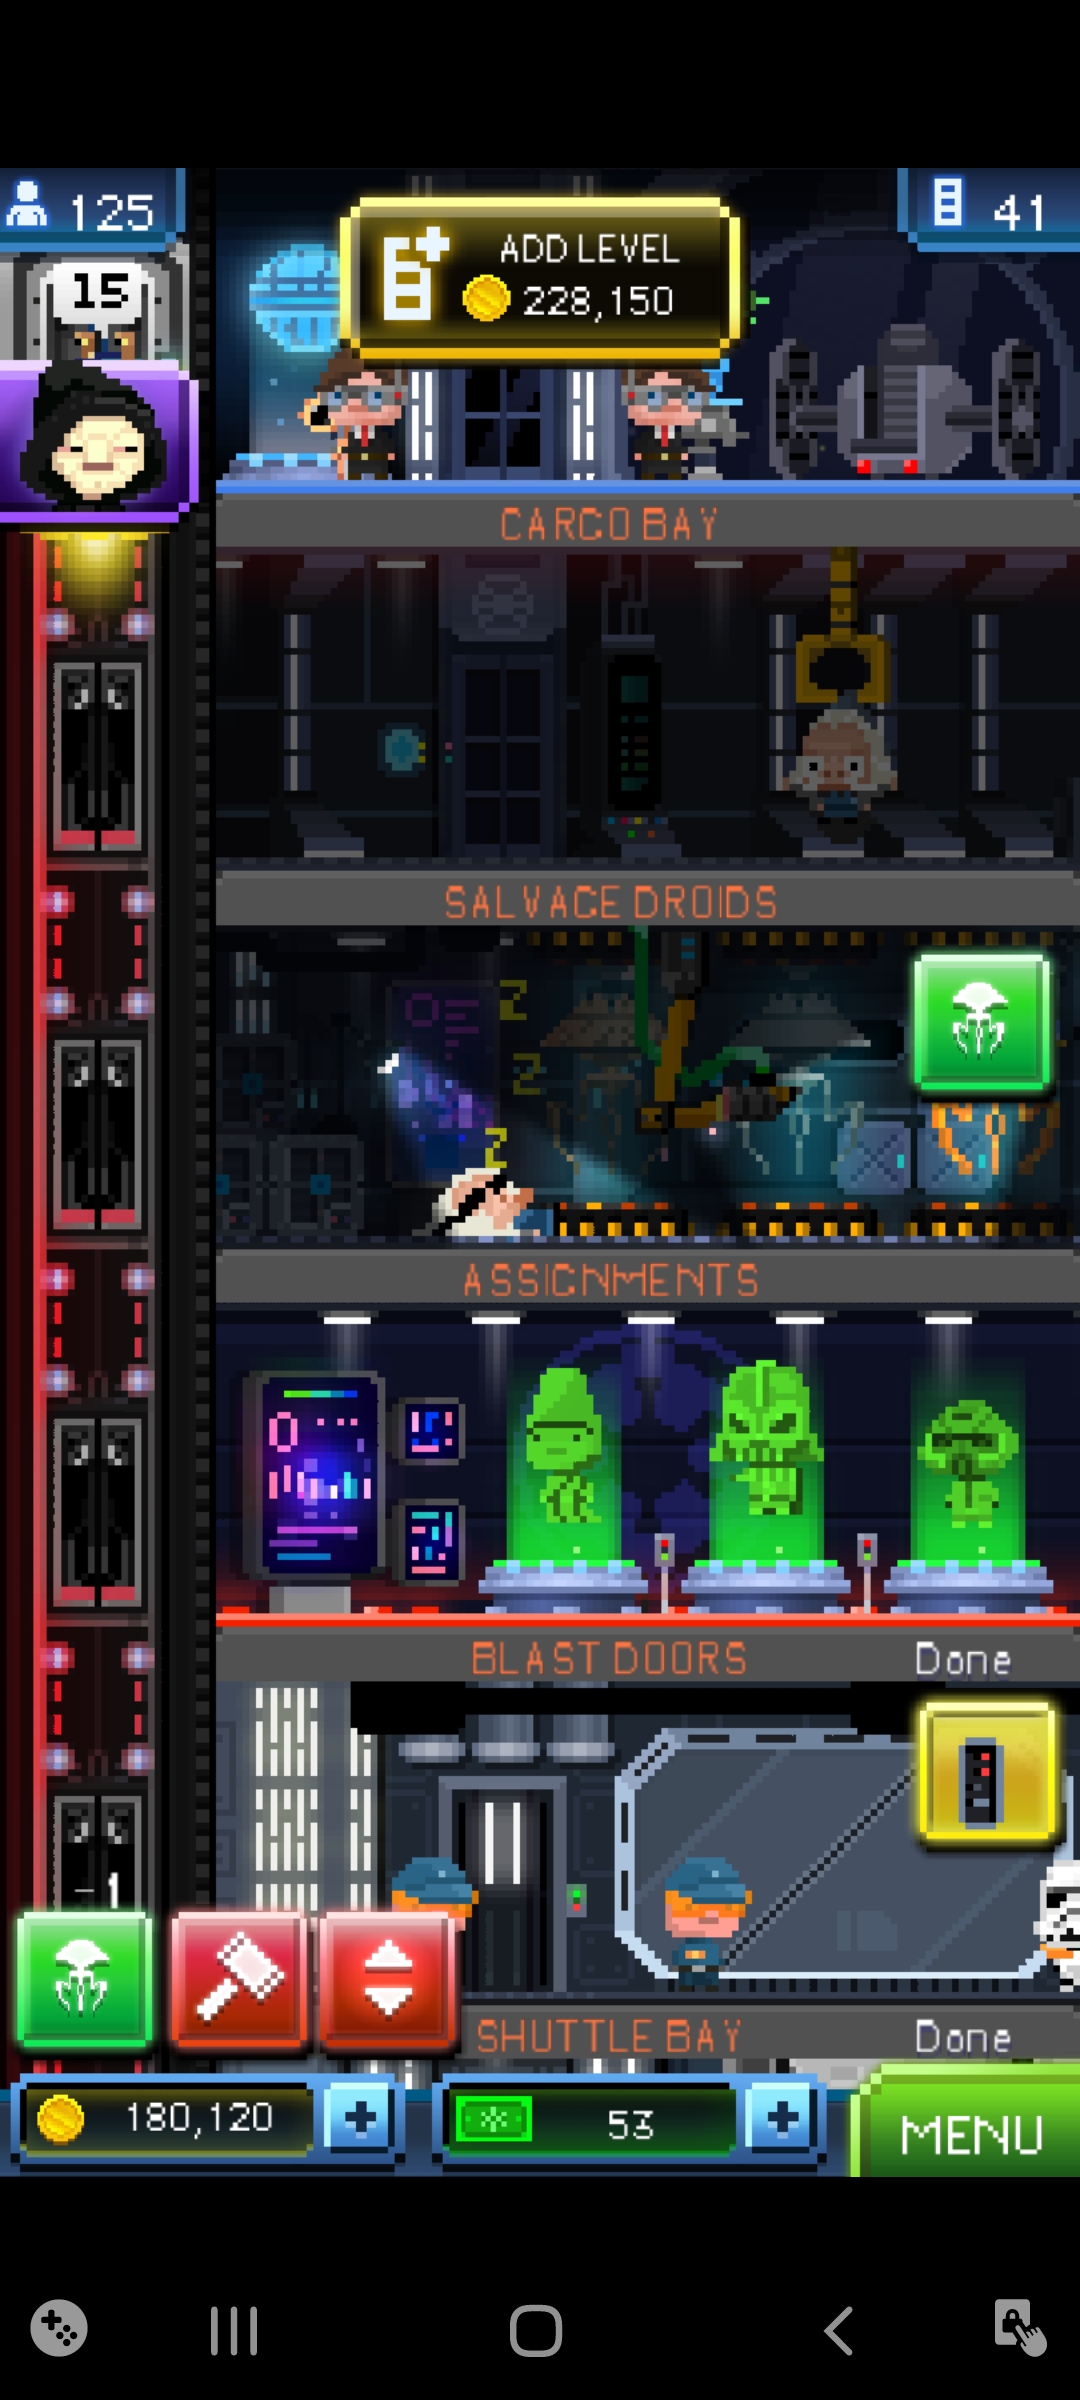 125
41
15
ADD LEVEL
228,150
CARGO BAY
SALVAGE DROIDS
Z
Z
Z
ASSIGNMENTS
BLAST DOORS Done
-1
SHUTTLE BAY Done
180,120
53
MENU